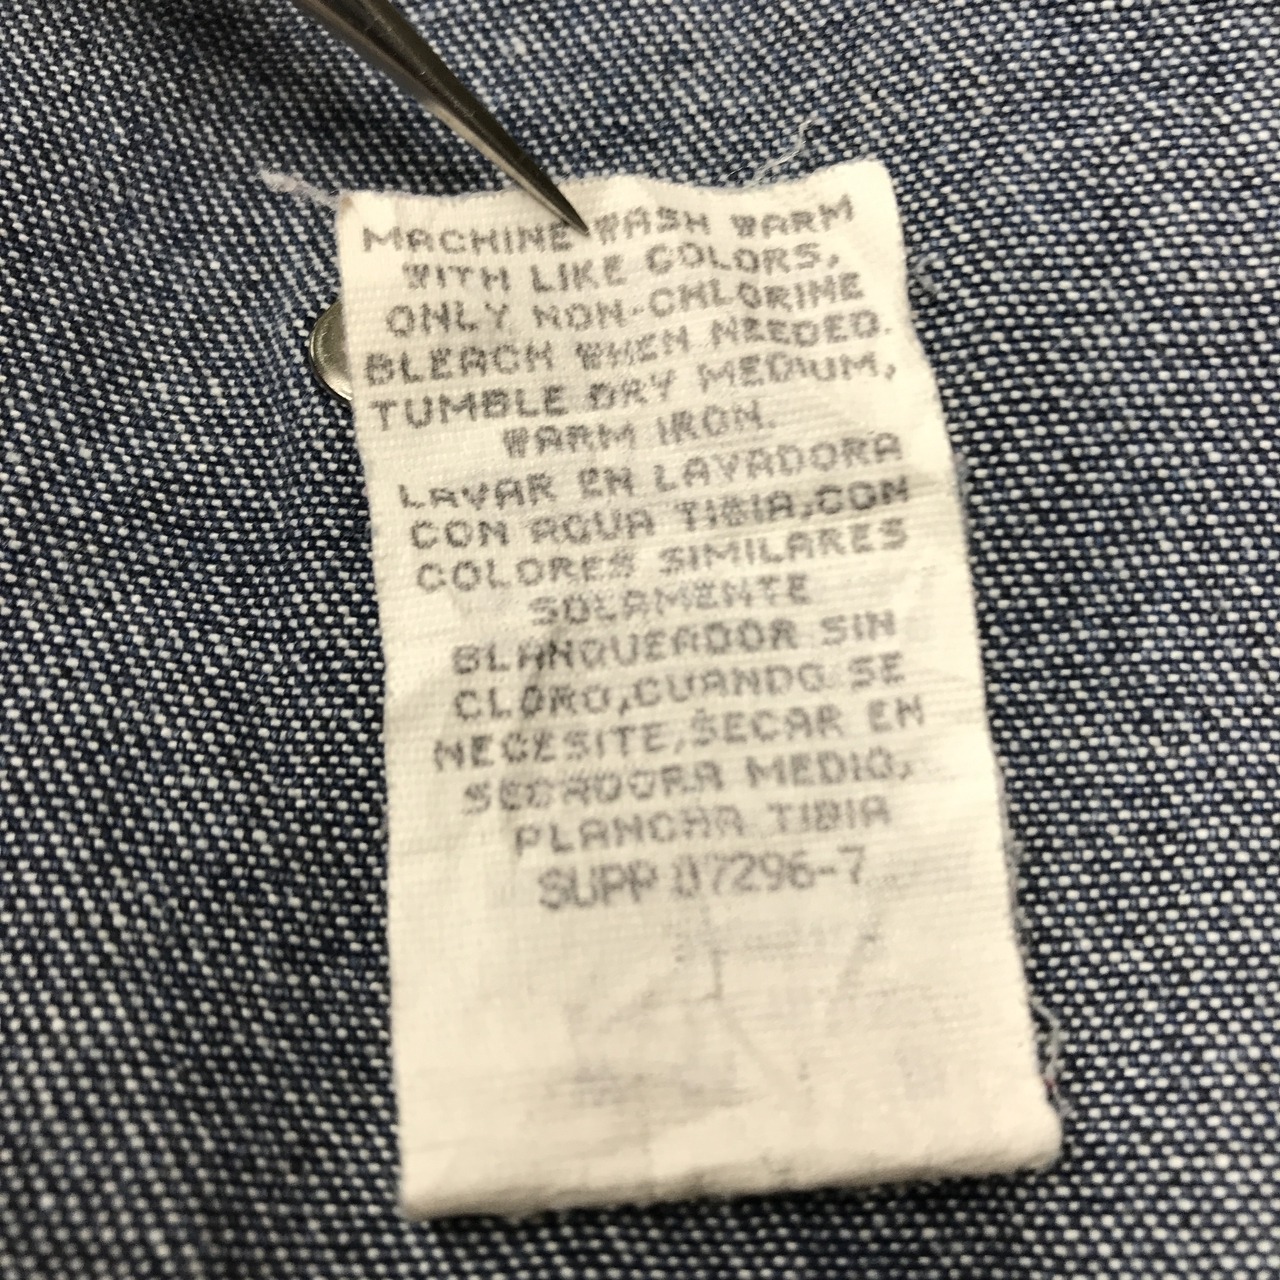 MACHINE WASH WARM
WITH LIKE COLORS,
ONLY NON-CHLORINE
BLEACH WHEN NEEDED.
TUMBLE DRY MEDIUM,
WARM IRON.
LAVAR EN LAVADORA
CON AGUA TIBIA,CON
COLORES SIMILARES
SOLAMENTE
BLANQUEADOR SIN
CLORO,CUANDO SE
NECESITE,SECAR EN
SECADORA MEDIO,
PLANCHA TIBIA
SUPP 07296-7